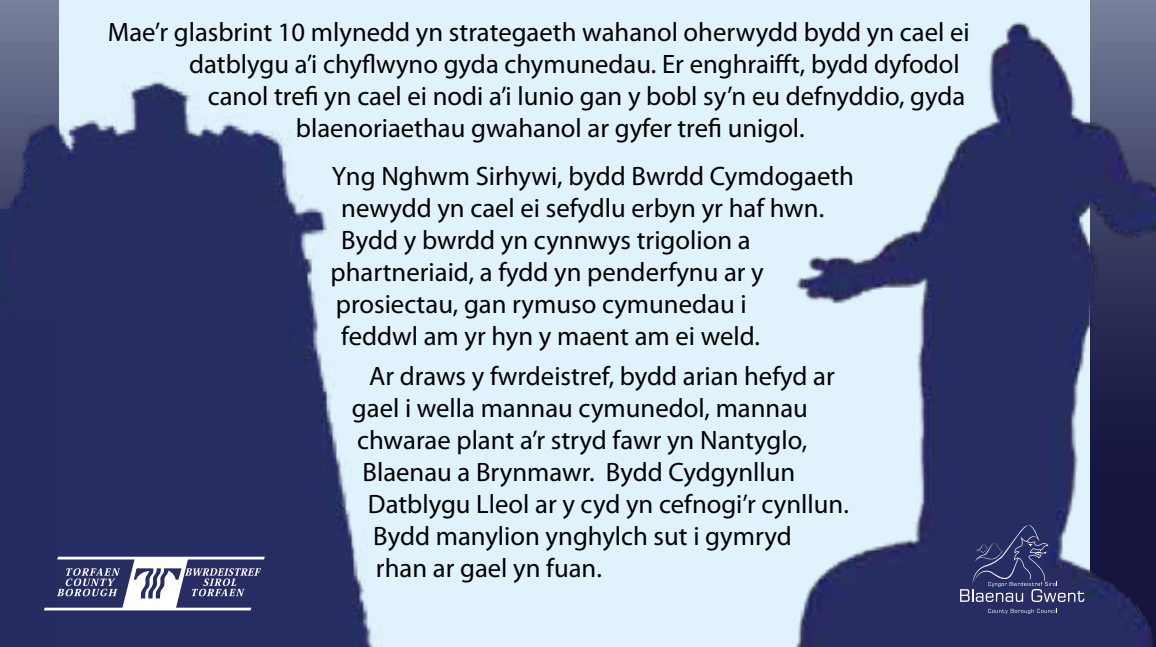 Mae'r glasbrint 10 mlynedd yn strategaeth wahanol oherwydd bydd yn cael ei
datblygu a'i chyflwyno gyda chymunedau. Er enghraifft, bydd dyfodol
canol trefi yn cael ei nodi a'i lunio gan y bobl sy'n eu defnyddio, gyda
blaenoriaethau gwahanol ar gyfer trefi unigol.
Yng Nghwm Sirhywi, bydd Bwrdd Cymdogaeth
newydd yn cael ei sefydlu erbyn yr haf hwn.
Bydd y bwrdd yn cynnwys trigolion a
phartneriaid, a fydd yn penderfynu ar y
prosiectau, gan rymuso cymunedau i
feddwl am yr hyn y maent am ei weld.
Ar draws y fwrdeistref, bydd arian hefyd ar
gael i wella mannau cymunedol, mannau
chwarae plant a'r stryd fawr yn Nantyglo,
Blaenau a Brynmawr. Bydd Cydgynllun
Datblygu Lleol ar y cyd yn cefnogi'r cynllun.
Bydd manylion ynghylch sut i gymryd
rhan ar gael yn fuan.
TORFAEN
COUNTY
BOROUGH
BWRDEISTREF
SIROL
TORFAEN
Cyngor Bwrdeistref Sirol
Blaenau Gwent
County Borough Council